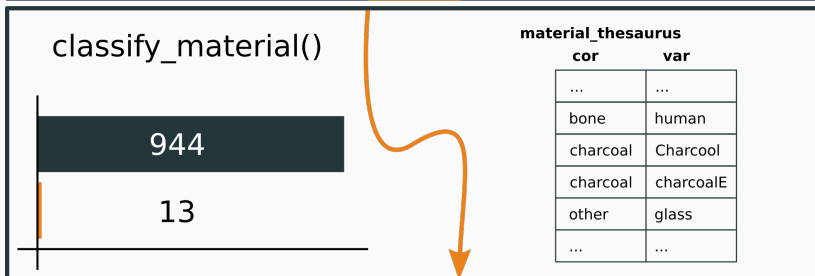 classify_material()
944
13
material_thesaurus
cor var
... ...
bone human
charcoal Charcool
charcoal charcoalE
other glass
... ...